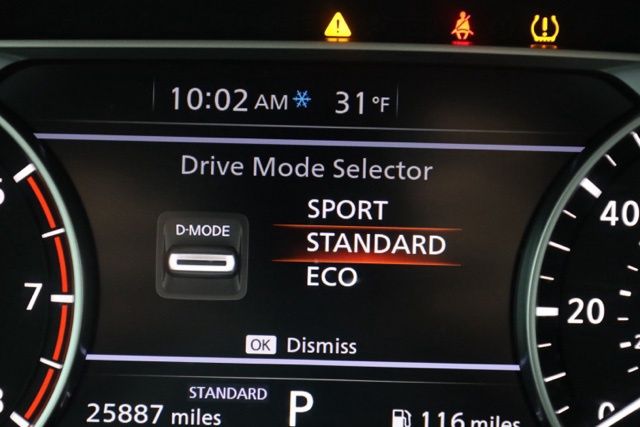 10:02 AM 31°F
Drive Mode Selector
SPORT
D-MODE
STANDARD
ECO
OK Dismiss
STANDARD
25887 miles P 116 miles
7
40
20
0